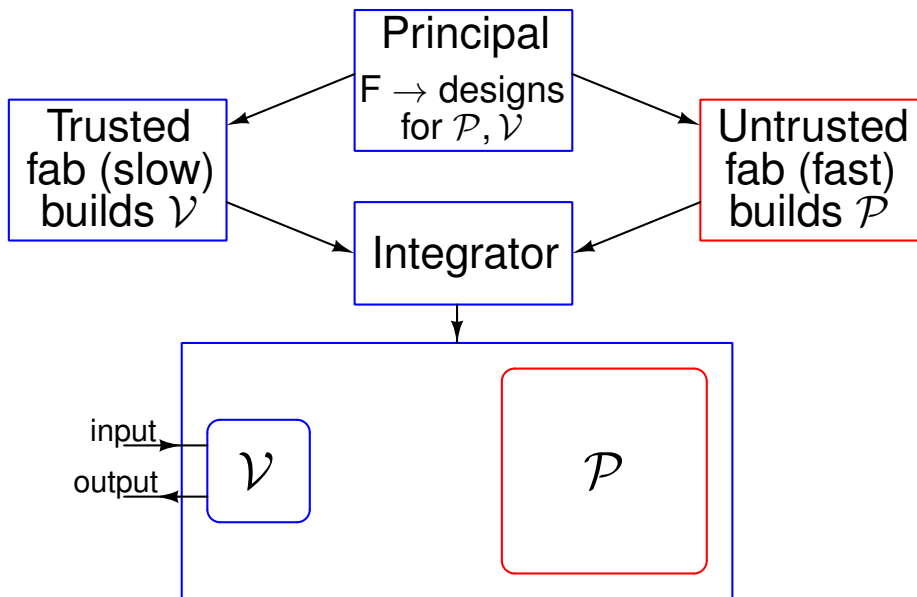 Principal
F → designs
for 𝒫, 𝒱
Trusted
fab (slow)
builds 𝒱
Untrusted
fab (fast)
builds 𝒫
Integrator
input
output
𝒱
𝒫